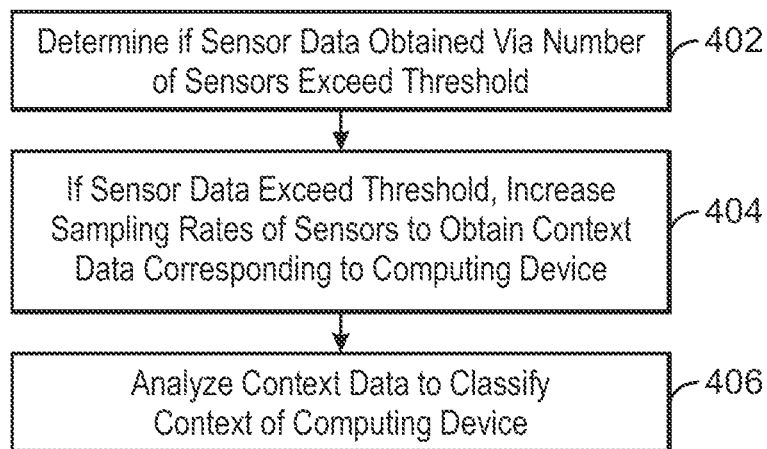 Determine if Sensor Data Obtained Via Number
of Sensors Exceed Threshold
402
If Sensor Data Exceed Threshold, Increase
Sampling Rates of Sensors to Obtain Context
Data Corresponding to Computing Device
404
Analyze Context Data to Classify
Context of Computing Device
406